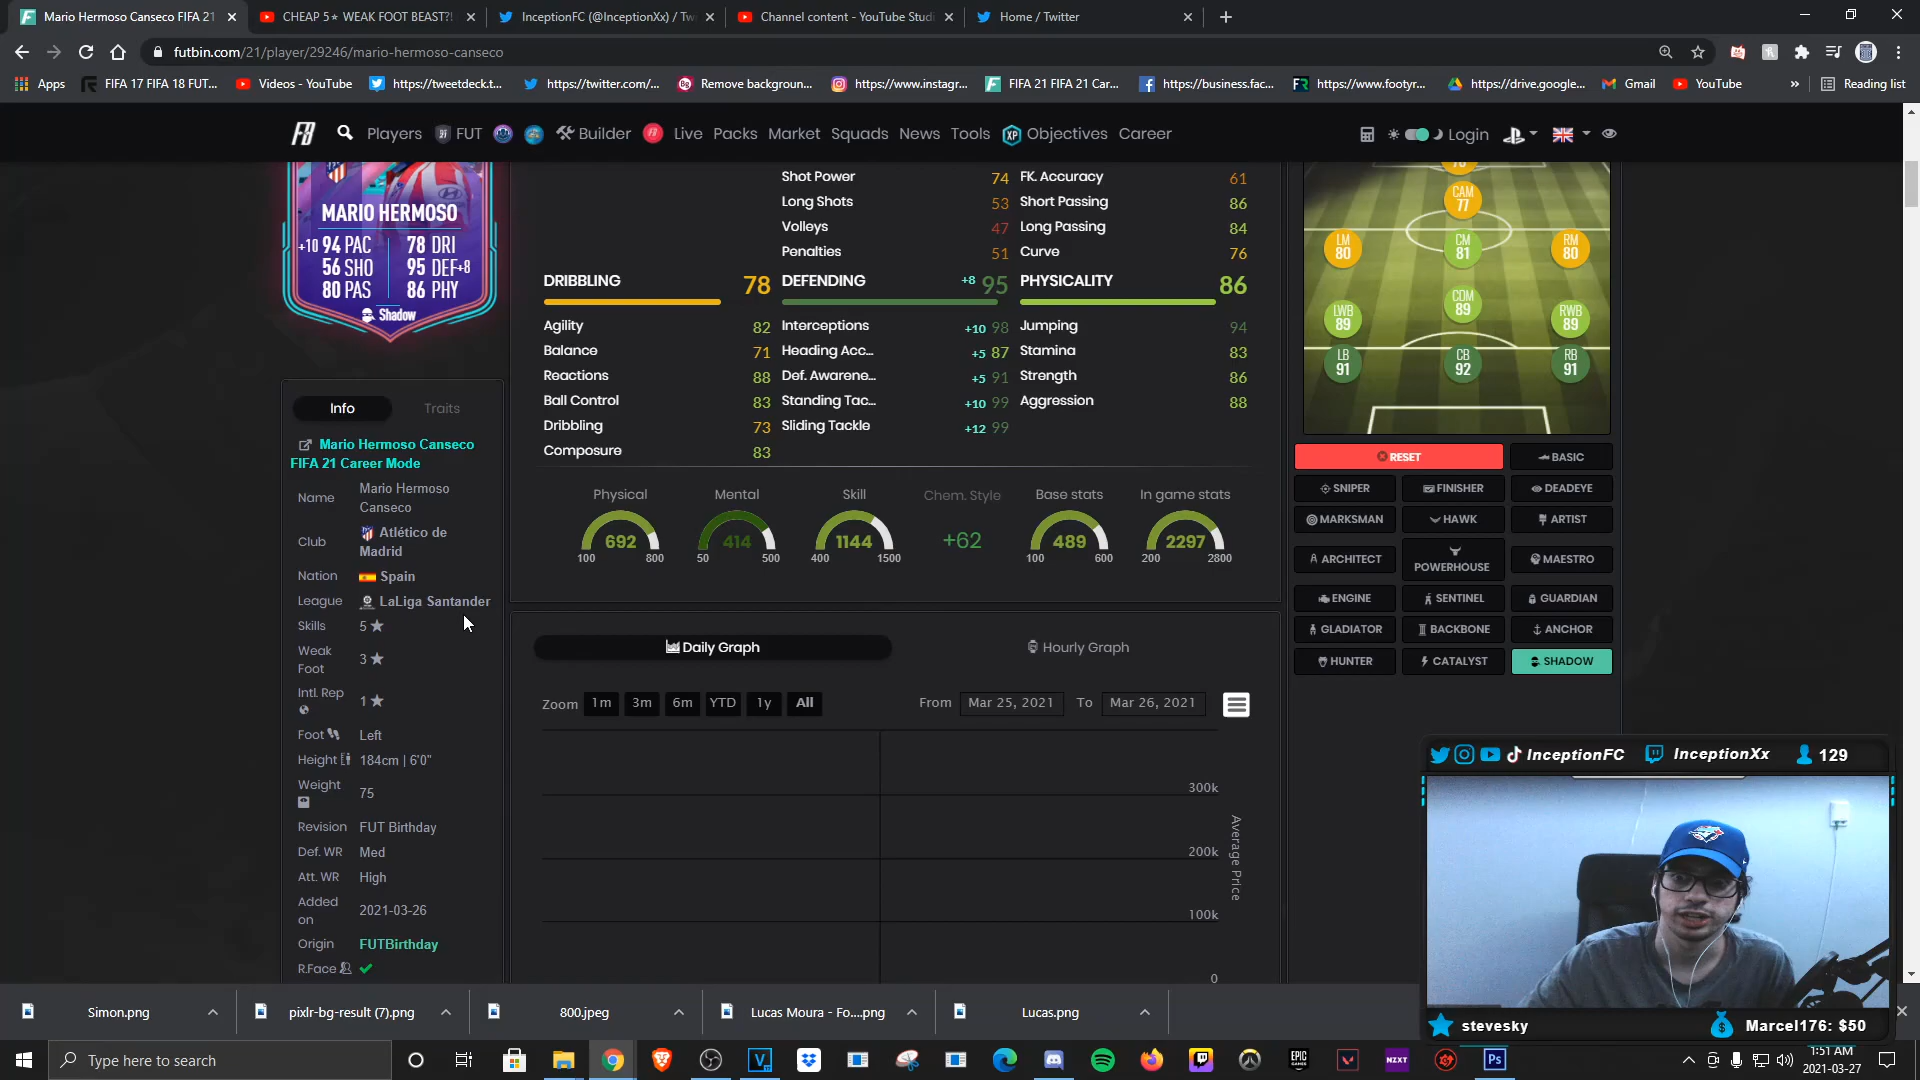 Mario Hermoso Canseco FIFA 21
CHEAP 5★ WEAK FOOT BEAST?!
InceptionFC (@InceptionXx) / Tw
Channel content - YouTube Studi
Home / Twitter
futbin.com/21/player/29246/mario-hermoso-canseco
Apps
FIFA 17 FIFA 18 FUT...
Videos - YouTube
https://tweetdeck.t...
https://twitter.com/...
Remove backgroun...
https://www.instagr...
FIFA 21 FIFA 21 Car...
https://business.fac...
https://www.footyr...
https://drive.google...
Gmail
YouTube
»
Reading list
Players
FUT
Builder
Live
Packs
Market
Squads
News
Tools
XP
Objectives
Career
Login
MARIO HERMOSO
+10 94 PAC 78 DRI
56 SHO 95 DEF+8
80 PAS 86 PHY
Shadow
Shot Power 74
Long Shots 53
Volleys 47
Penalties 51
FK. Accuracy 61
Short Passing 86
Long Passing 84
Curve 76
DRIBBLING 78
Agility 82
Balance 71
Reactions 88
Ball Control 83
Dribbling 73
Composure 83
DEFENDING +8 95
Interceptions +10 98
Heading Acc... +5 87
Def. Awarene... +5 91
Standing Tac... +10 99
Sliding Tackle +12 99
PHYSICALITY 86
Jumping 94
Stamina 83
Strength 86
Aggression 88
Physical
692
100 800
Mental
414
50 500
Skill
1144
400 1500
Chem. Style
+62
Base stats
489
100 600
In game stats
2297
200 2800
CAM
77
LM
80
CM
81
RM
80
LWB
89
CDM
89
RWB
89
LB
91
CB
92
RB
91
RESET
BASIC
SNIPER
FINISHER
DEADEYE
MARKSMAN
HAWK
ARTIST
ARCHITECT
POWERHOUSE
MAESTRO
ENGINE
SENTINEL
GUARDIAN
GLADIATOR
BACKBONE
ANCHOR
HUNTER
CATALYST
SHADOW
Info
Traits
Mario Hermoso Canseco
FIFA 21 Career Mode
Name Mario Hermoso
Canseco
Club Atlético de
Madrid
Nation Spain
League LaLiga Santander
Skills 5 ★
Weak
Foot 3 ★
Intl. Rep 1 ★
Foot Left
Height 184cm | 6'0"
Weight 75
Revision FUT Birthday
Def. WR Med
Att. WR High
Added
on 2021-03-26
Origin FUTBirthday
R.Face
Daily Graph
Hourly Graph
Zoom 1m 3m 6m YTD 1y All
From Mar 25, 2021 To Mar 26, 2021
300k
200k
100k
0
Average Price
InceptionFC
InceptionXx
129
stevesky
Marcel176: $50
Simon.png
pixlr-bg-result (7).png
800.jpeg
Lucas Moura - Fo....png
Lucas.png
Type here to search
EPIC
GAMES
NZXT
Ps
1:51 AM
2021-03-27